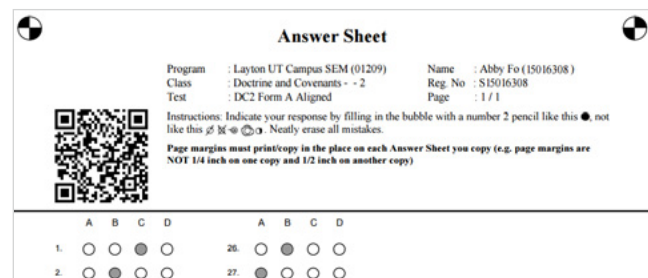 Answer Sheet
Program : Layton UT Campus SEM (01209) Name : Abby Fo (15016308)
Class : Doctrine and Covenants - - 2 Reg. No : S15016308
Test : DC2 Form A Aligned Page : 1 / 1
Instructions: Indicate your response by filling in the bubble with a number 2 pencil like this ●, not
like this. Neatly erase all mistakes.
Page margins must print/copy in the place on each Answer Sheet you copy (e.g. page margins are
NOT 1/4 inch on one copy and 1/2 inch on another copy)
A B C D A B C D
1. 26.
2. 27.